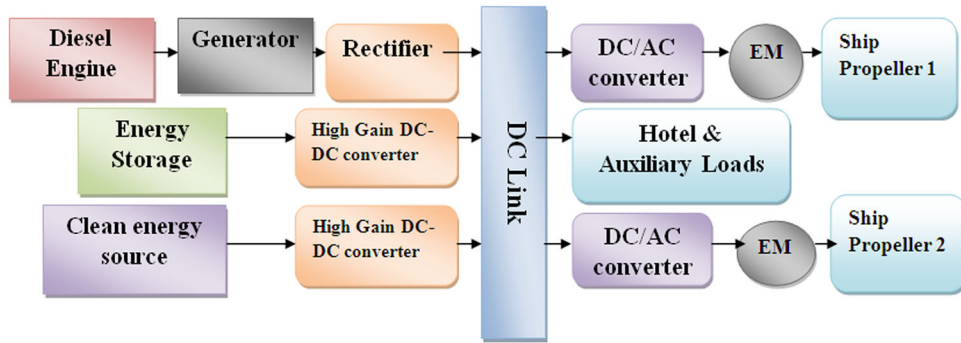 Diesel
Engine
Generator
Rectifier
DC/AC
converter
EM
Ship
Propeller 1
Energy
Storage
High Gain DC-
DC converter
DC Link
Hotel &
Auxiliary Loads
Clean energy
source
High Gain DC-
DC converter
DC/AC
converter
EM
Ship
Propeller 2